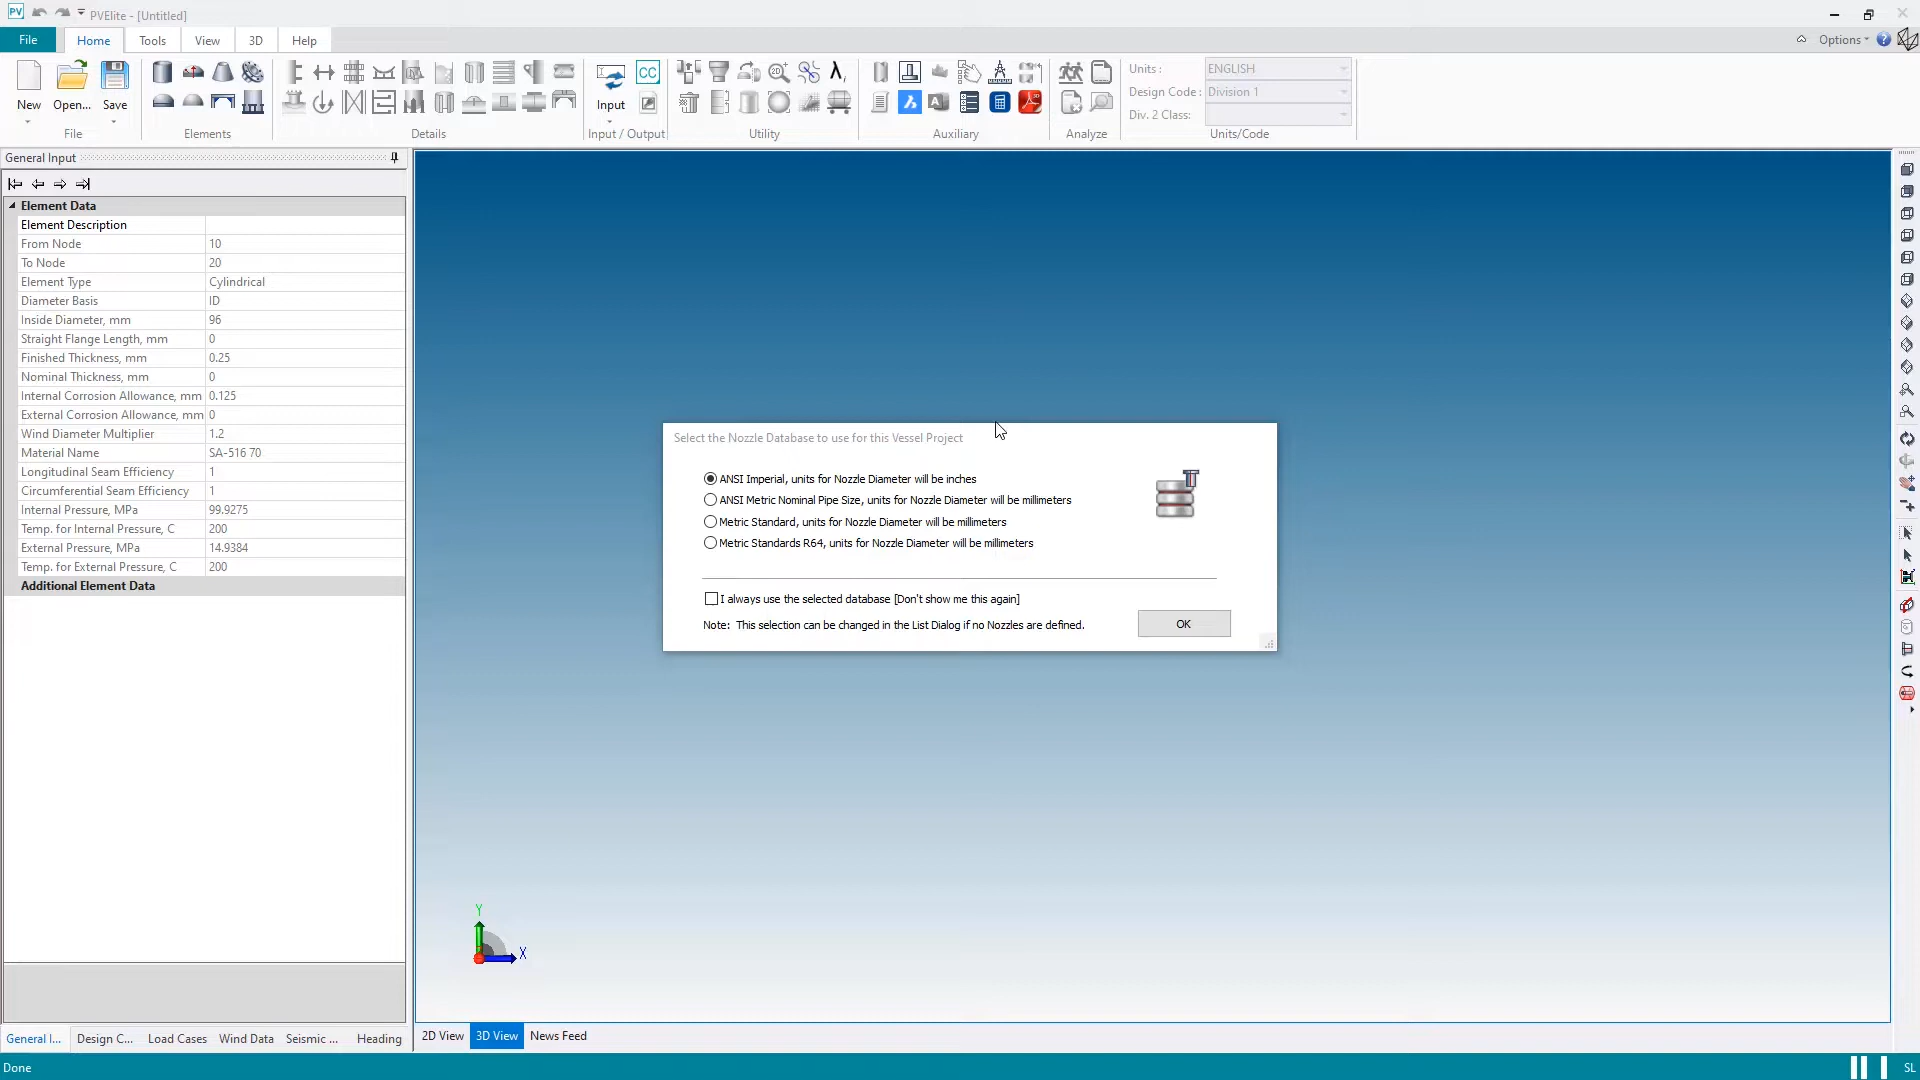 PVElite - [Untitled]
File
Home
Tools
View
3D
Help
Options
New
Open...
Save
Input
CC
Units :
ENGLISH
Design Code :
Division 1
Div. 2 Class:
File
Elements
Details
Input / Output
Utility
Auxiliary
Analyze
Units/Code
General Input
Element Data
Element Description
From Node 10
To Node 20
Element Type Cylindrical
Diameter Basis ID
Inside Diameter, mm 96
Straight Flange Length, mm 0
Finished Thickness, mm 0.25
Nominal Thickness, mm 0
Internal Corrosion Allowance, mm 0.125
External Corrosion Allowance, mm 0
Wind Diameter Multiplier 1.2
Material Name SA-516 70
Longitudinal Seam Efficiency 1
Circumferential Seam Efficiency 1
Internal Pressure, MPa 99.9275
Temp. for Internal Pressure, C 200
External Pressure, MPa 14.9384
Temp. for External Pressure, C 200
Additional Element Data
Select the Nozzle Database to use for this Vessel Project
ANSI Imperial, units for Nozzle Diameter will be inches
ANSI Metric Nominal Pipe Size, units for Nozzle Diameter will be millimeters
Metric Standard, units for Nozzle Diameter will be millimeters
Metric Standards R64, units for Nozzle Diameter will be millimeters
I always use the selected database [Don't show me this again]
Note: This selection can be changed in the List Dialog if no Nozzles are defined.
OK
Y
X
General I...
Design C...
Load Cases
Wind Data
Seismic ...
Heading
2D View
3D View
News Feed
Done
SL